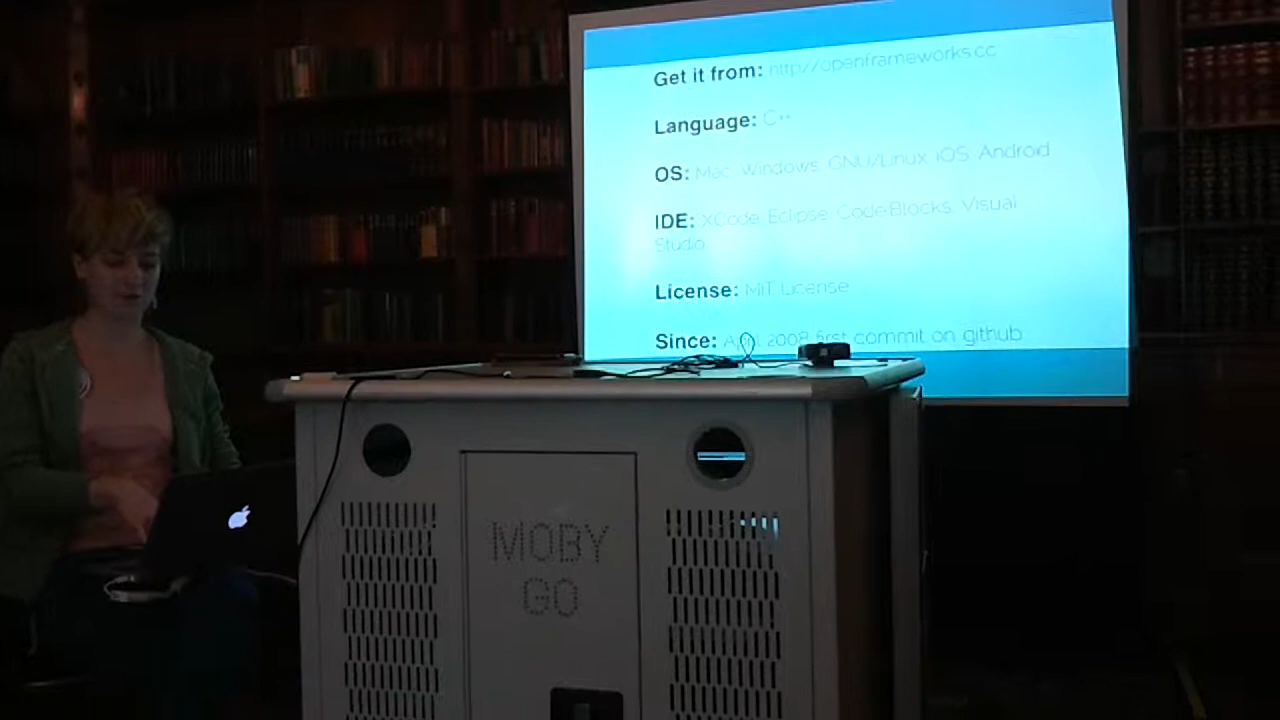 Get it from: http://openframeworks.cc
Language: C++
OS: Mac, Windows, GNU/Linux, iOS, Android
IDE: XCode, Eclipse, Code:Blocks, Visual
Studio
License: MIT License
Since: April 2008 first commit on github
MOBY
GO